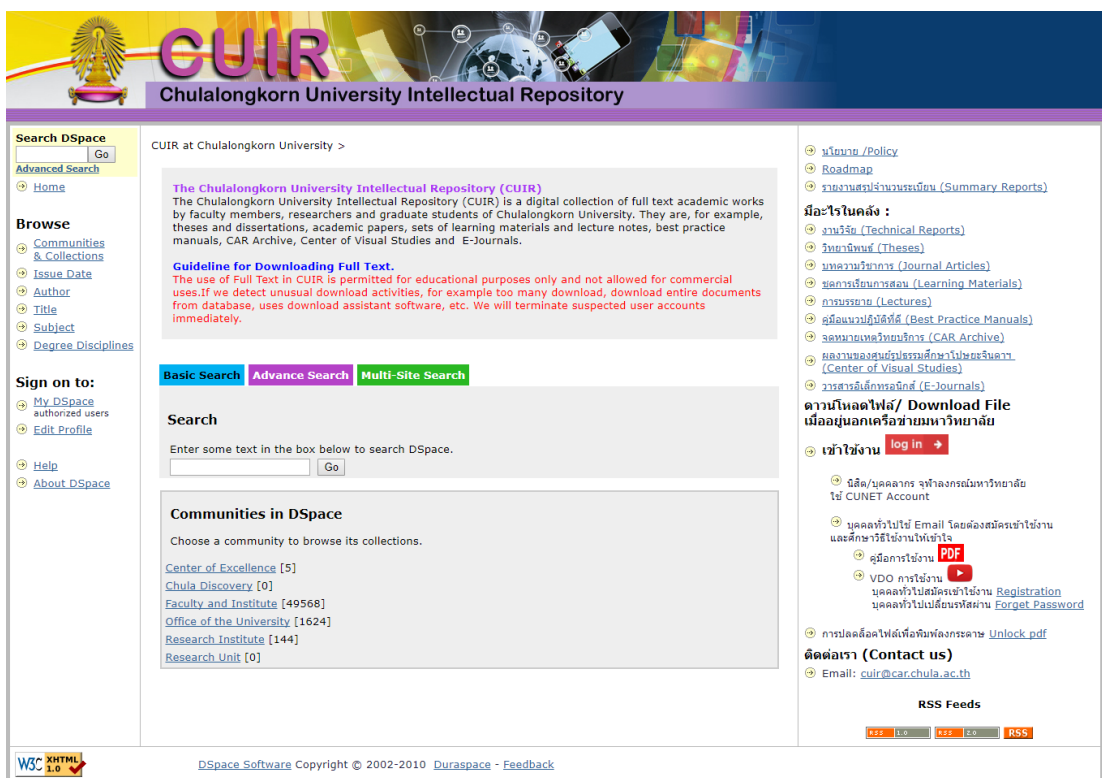 CUIR
Chulalongkorn University Intellectual Repository
Search DSpace
Go
Advanced Search
Home
Browse
Communities
& Collections
Issue Date
Author
Title
Subject
Degree Disciplines
Sign on to:
My DSpace
authorized users
Edit Profile
Help
About DSpace
CUIR at Chulalongkorn University >
The Chulalongkorn University Intellectual Repository (CUIR)
The Chulalongkorn University Intellectual Repository (CUIR) is a digital collection of full text academic works
by faculty members, researchers and graduate students of Chulalongkorn University. They are, for example,
theses and dissertations, academic papers, sets of learning materials and lecture notes, best practice
manuals, CAR Archive, Center of Visual Studies and E-Journals.
Guideline for Downloading Full Text.
The use of Full Text in CUIR is permitted for educational purposes only and not allowed for commercial
uses.If we detect unusual download activities, for example too many download, download entire documents
from database, uses download assistant software, etc. We will terminate suspected user accounts
immediately.
Basic Search Advance Search Multi-Site Search
Search
Enter some text in the box below to search DSpace.
Go
Communities in DSpace
Choose a community to browse its collections.
Center of Excellence [5]
Chula Discovery [0]
Faculty and Institute [49568]
Office of the University [1624]
Research Institute [144]
Research Unit [0]
นโยบาย /Policy
Roadmap
รายงานสรุปจำนวนระเบียน (Summary Reports)
มีอะไรในคลัง :
งานวิจัย (Technical Reports)
วิทยานิพนธ์ (Theses)
บทความวิชาการ (Journal Articles)
ชุดการเรียนการสอน (Learning Materials)
การบรรยาย (Lectures)
คู่มือแนวปฏิบัติที่ดี (Best Practice Manuals)
จดหมายเหตุวิทยบริการ (CAR Archive)
ผลงานของศูนย์รูปธรรมศึกษาโปษยะจินดาฯ
(Center of Visual Studies)
วารสารอิเล็กทรอนิกส์ (E-Journals)
ดาวน์โหลดไฟล์/ Download File
เมื่ออยู่นอกเครือข่ายมหาวิทยาลัย
เข้าใช้งาน log in
นิสิต/บุคคลากร จุฬาลงกรณ์มหาวิทยาลัย
ใช้ CUNET Account
บุคคลทั่วไปใช้ Email โดยต้องสมัครเข้าใช้งาน
และศึกษาวิธีใช้งานให้เข้าใจ
คู่มือการใช้งาน PDF
VDO การใช้งาน
บุคคลทั่วไปสมัครเข้าใช้งาน Registration
บุคคลทั่วไปเปลี่ยนรหัสผ่าน Forget Password
การปลดล็อคไฟล์เพื่อพิมพ์ลงกระดาษ Unlock pdf
ติดต่อเรา (Contact us)
Email: cuir@car.chula.ac.th
RSS Feeds
RSS 1.0 RSS 2.0 RSS
W3C XHTML 1.0
DSpace Software Copyright © 2002-2010 Duraspace - Feedback